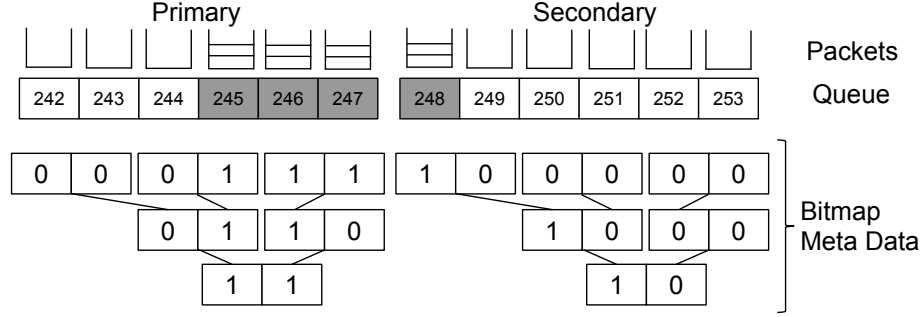 Primary Secondary
Packets
242 243 244 245 246 247 248 249 250 251 252 253 Queue
0 0 0 1 1 1 1 0 0 0 0 0
0 1 1 0 1 0 0 0
Bitmap
Meta Data
1 1 1 0